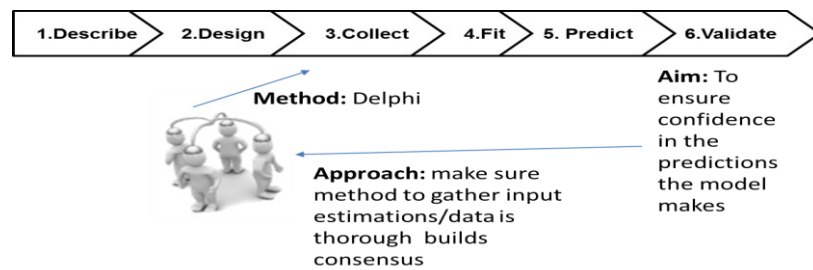 1.Describe 2.Design 3.Collect 4.Fit 5. Predict 6.Validate
Method: Delphi
Aim: To
ensure
confidence
in the
predictions
the model
makes
Approach: make sure
method to gather input
estimations/data is
thorough builds
consensus